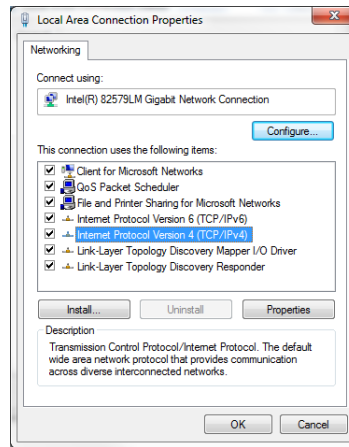 Local Area Connection Properties
Networking
Connect using:
Intel(R) 82579LM Gigabit Network Connection
Configure...
This connection uses the following items:
Client for Microsoft Networks
QoS Packet Scheduler
File and Printer Sharing for Microsoft Networks
Internet Protocol Version 6 (TCP/IPv6)
Internet Protocol Version 4 (TCP/IPv4)
Link-Layer Topology Discovery Mapper I/O Driver
Link-Layer Topology Discovery Responder
Install...
Uninstall
Properties
Description
Transmission Control Protocol/Internet Protocol. The default
wide area network protocol that provides communication
across diverse interconnected networks.
OK
Cancel